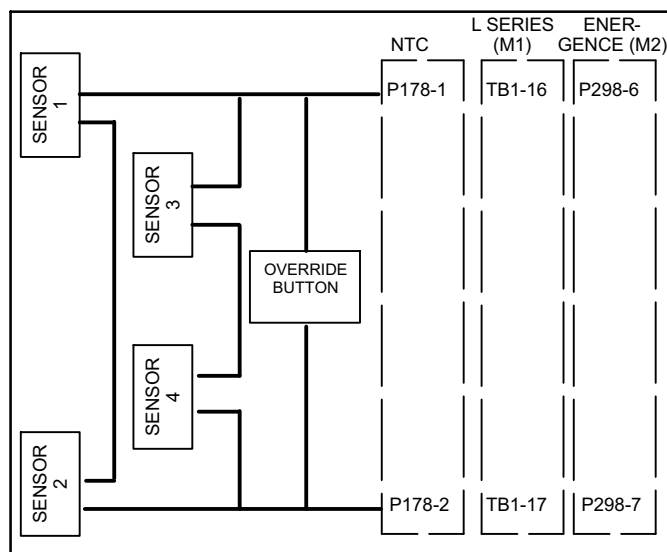 L SERIES
(M1)
ENER-
GENCE (M2)
NTC
SENSOR
1
P178-1
TB1-16
P298-6
SENSOR
3
OVERRIDE
BUTTON
SENSOR
4
SENSOR
2
P178-2
TB1-17
P298-7